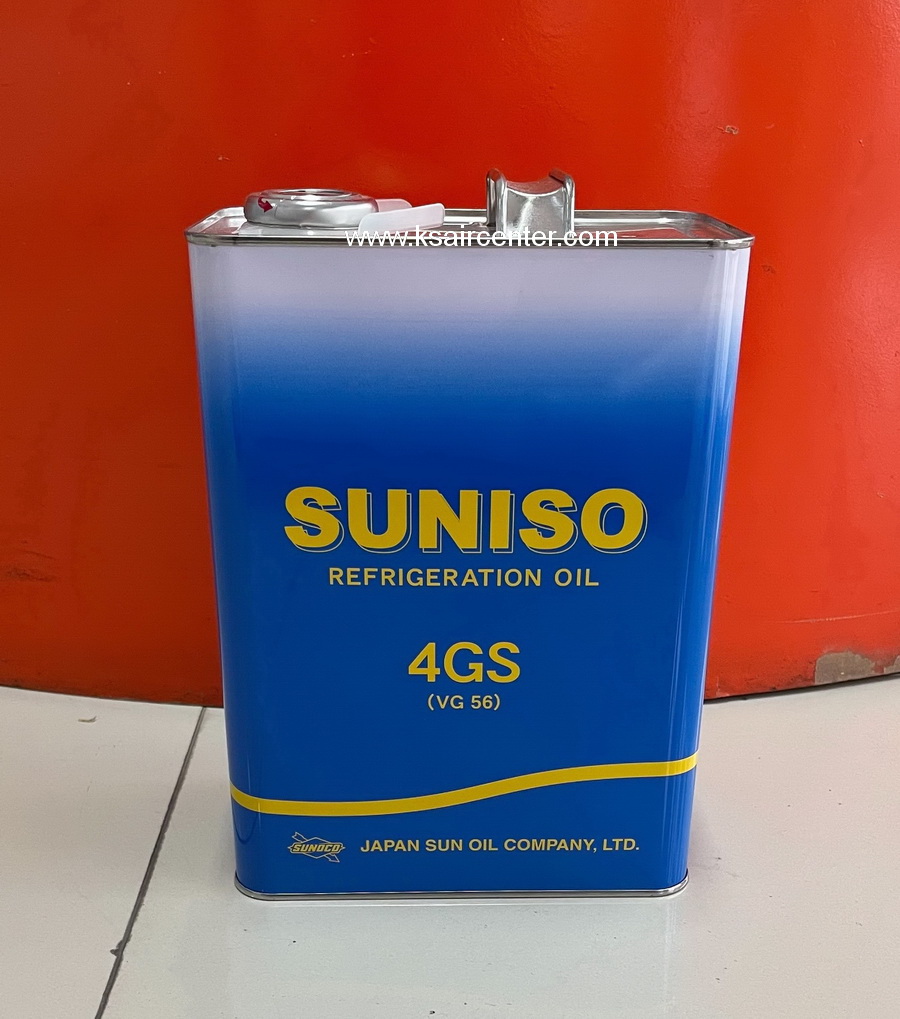 www.ksaircenter.com
SUNISO
REFRIGERATION OIL
4GS
(VG 56)
SUNOCO
JAPAN SUN OIL COMPANY, LTD.